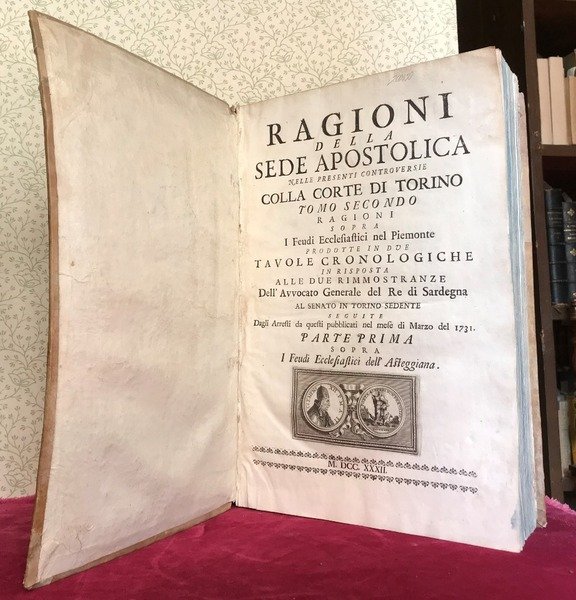 RAGIONI
DELLA
SEDE APOSTOLICA
NELLE PRESENTI CONTROVERSIE
COLLA CORTE DI TORINO
TOMO SECONDO
RAGIONI
SOPRA
I Feudi Ecclesiastici nel Piemonte
PRODOTTE IN DUE
TAVOLE CRONOLOGICHE
IN RISPOSTA
ALLE DUE RIMMOSTRANZE
Dell'Avvocato Generale del Re di Sardegna
AL SENATO IN TORINO SEDENTE
SEGUITE
Dagli Arresti da questi pubblicati nel mese di Marzo del 1731.
PARTE PRIMA
SOPRA
I Feudi Ecclesiastici dell'Asteggiana.
M. DCC. XXXII.